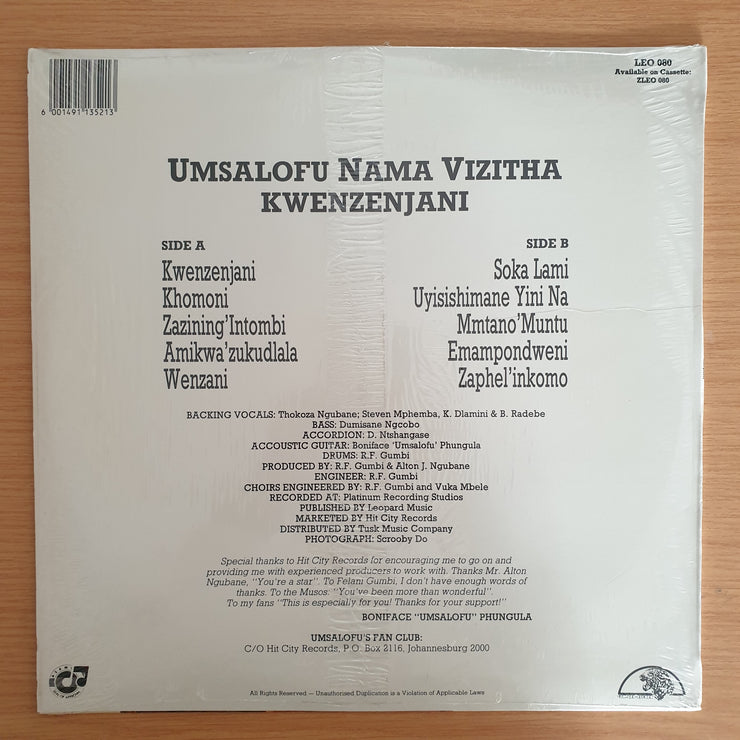 6 001491 135213
LEO 080
Available on Cassette:
ZLEO 080
UMSALOFU NAMA VIZITHA
KWENZENJANI
SIDE A
Kwenzenjani
Khomoni
Zazining'Intombi
Amikwa'zukudlala
Wenzani
SIDE B
Soka Lami
Uyisishimane Yini Na
Mmtano'Muntu
Emampondweni
Zaphel'inkomo
BACKING VOCALS: Thokoza Ngubane; Steven Mphemba, K. Dlamini & B. Radebe
BASS: Dumisane Ngcobo
ACCORDION: D. Ntshangase
ACCOUSTIC GUITAR: Boniface 'Umsalofu' Phungula
DRUMS: R.F. Gumbi
PRODUCED BY: R.F. Gumbi & Alton J. Ngubane
ENGINEER: R.F. Gumbi
CHOIRS ENGINEERED BY: R.F. Gumbi and Vuka Mbele
RECORDED AT: Platinum Recording Studios
PUBLISHED BY Leopard Music
MARKETED BY Hit City Records
DISTRIBUTED BY Tusk Music Company
PHOTOGRAPH: Scrooby Do
Special thanks to Hit City Records for encouraging me to go on and
providing me with experienced producers to work with. Thanks Mr. Alton
Ngubane, "You're a star". To Felani Gumbi, I don't have enough words of
thanks. To the Musos. "You've been more than wonderful".
To my fans "This is especially for you! Thanks for your support!"
BONIFACE "UMSALOFU" PHUNGULA
UMSALOFU'S FAN CLUB:
C/O Hit City Records, P.O. Box 2116, Johannesburg 2000
All Rights Reserved — Unauthorised Duplication is a Violation of Applicable Laws